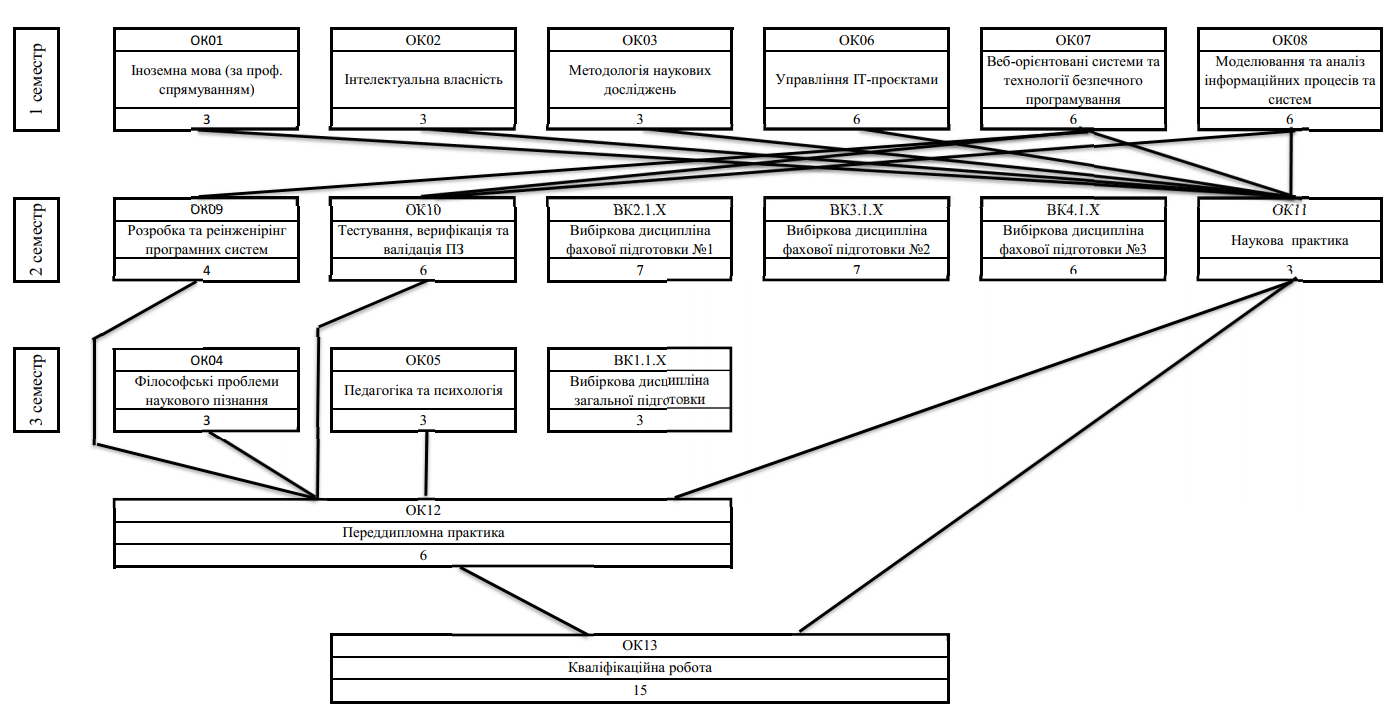 1 семестр
ОК01
Іноземна мова (за проф.
спрямуванням)
3
ОК02
Інтелектуальна власність
3
ОК03
Методологія наукових
досліджень
3
ОК06
Управління ІТ-проєктами
6
ОК07
Веб-орієнтовані системи та
технології безпечного
програмування
6
ОК08
Моделювання та аналіз
інформаційних процесів та
систем
6
2 семестр
ОК09
Розробка та реінженірінг
програмних систем
4
ОК10
Тестування, верифікація та
валідація ПЗ
6
ВК2.1.Х
Вибіркова дисципліна
фахової підготовки №1
7
ВК3.1.Х
Вибіркова дисципліна
фахової підготовки №2
7
ВК4.1.Х
Вибіркова дисципліна
фахової підготовки №3
6
ОК11
Наукова практика
3
3 семестр
ОК04
Філософські проблеми
наукового пізнання
3
ОК05
Педагогіка та психологія
3
ВК1.1.Х
Вибіркова дисципліна
загальної підготовки
3
ОК12
Переддипломна практика
6
ОК13
Кваліфікаційна робота
15